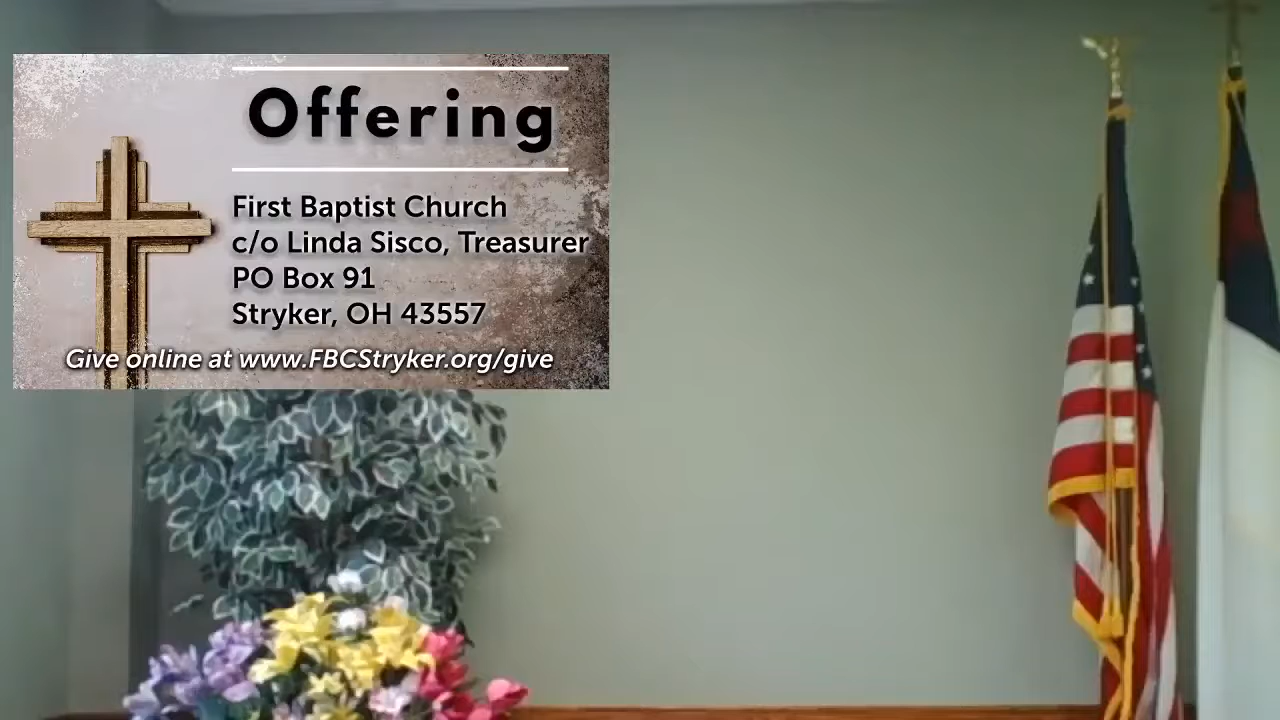 Offering
First Baptist Church
c/o Linda Sisco, Treasurer
PO Box 91
Stryker, OH 43557
Give online at www.FBCStryker.org/give